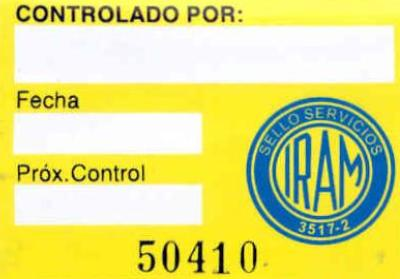 CONTROLADO POR:
Fecha
Próx.Control
SELLO SERVICIOS
IRAM
3517-2
50410